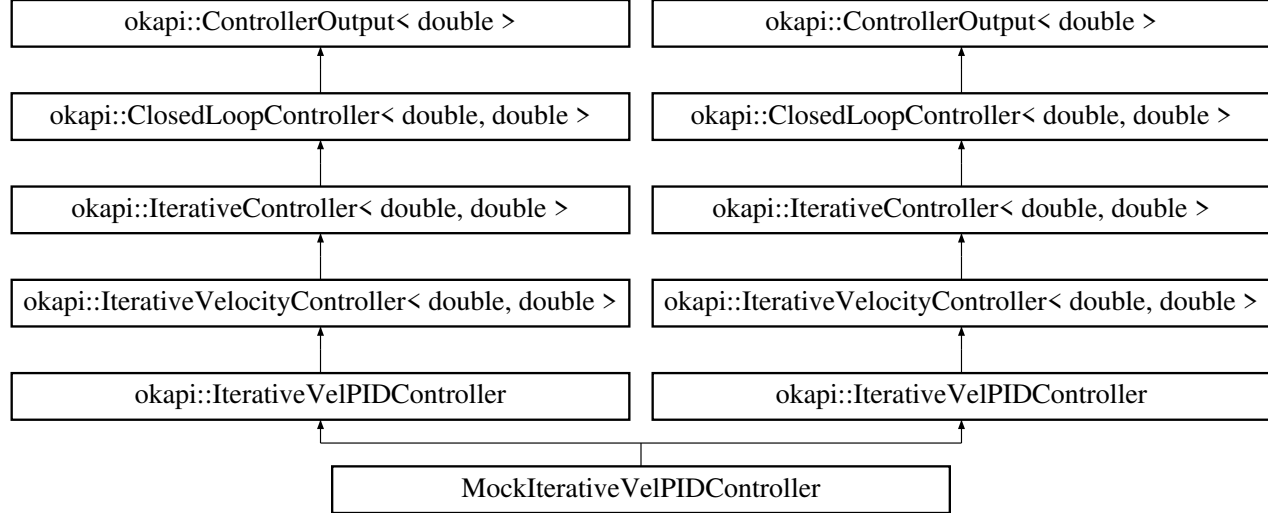 okapi::ControllerOutput< double >
okapi::ControllerOutput< double >
okapi::ClosedLoopController< double, double >
okapi::ClosedLoopController< double, double >
okapi::IterativeController< double, double >
okapi::IterativeController< double, double >
okapi::IterativeVelocityController< double, double >
okapi::IterativeVelocityController< double, double >
okapi::IterativeVelPIDController
okapi::IterativeVelPIDController
MockIterativeVelPIDController